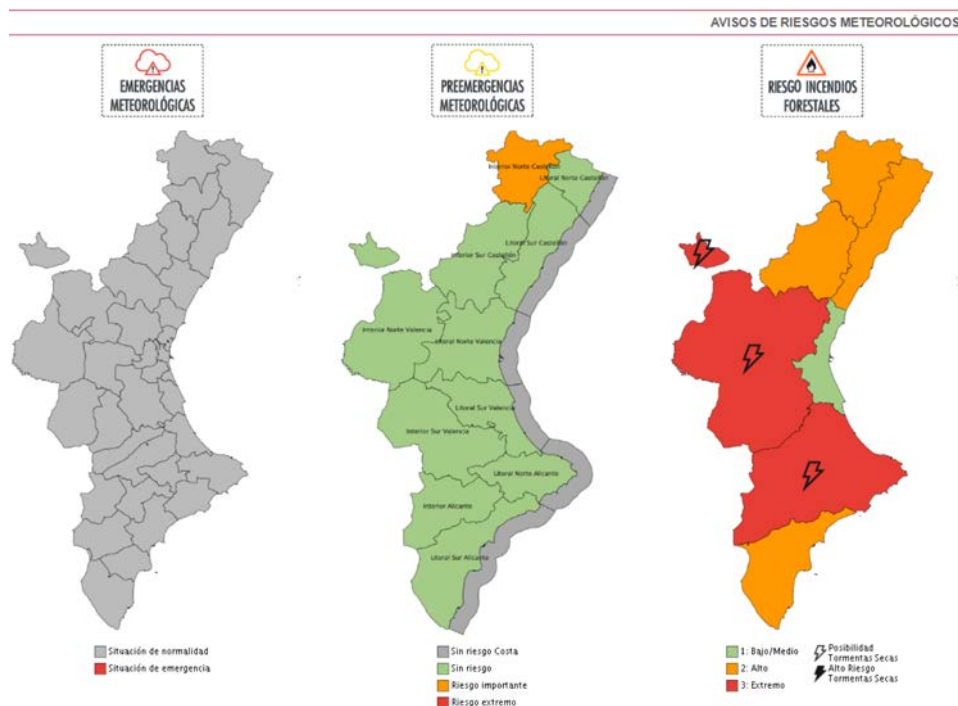 AVISOS DE RIESGOS METEOROLÓGICOS
EMERGENCIAS
METEOROLÓGICAS
PREEMERGENCIAS
METEOROLÓGICAS
RIESGO INCENDIOS
FORESTALES
Interior Norte Castellón
Litoral Norte Castellón
Litoral Sur Castellón
Interior Sur Castellón
Interior Norte Valencia
Litoral Norte Valencia
Litoral Sur Valencia
Interior Sur Valencia
Litoral Norte Alicante
Interior Alicante
Litoral Sur Alicante
Situación de normalidad
Situación de emergencia
Sin riesgo Costa
Sin riesgo
Riesgo importante
Riesgo extremo
1: Bajo/Medio
2: Alto
3: Extremo
Posibilidad
Tormentas Secas
Alto Riesgo
Tormentas Secas